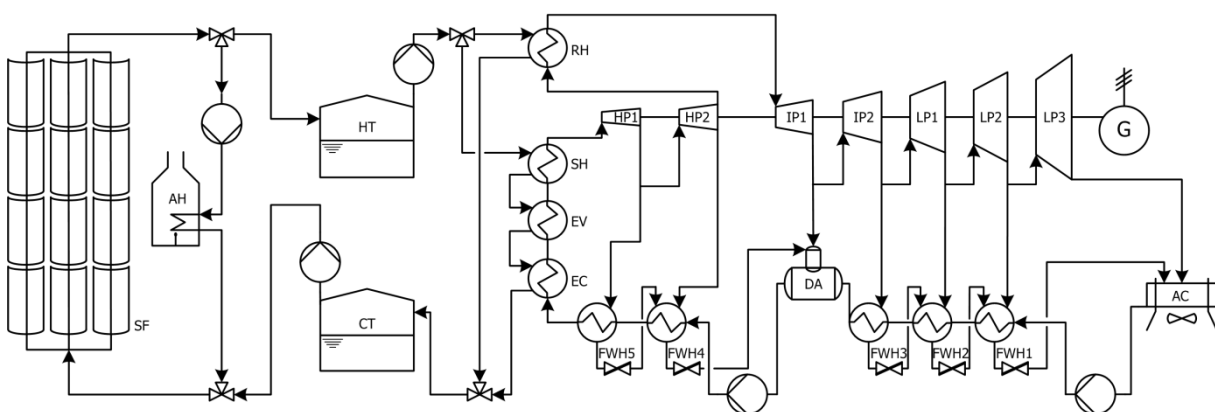 RH
HT
HP1
HP2
IP1
IP2
LP1
LP2
LP3
G
SH
AH
EV
EC
DA
AC
SF
CT
FWH5
FWH4
FWH3
FWH2
FWH1